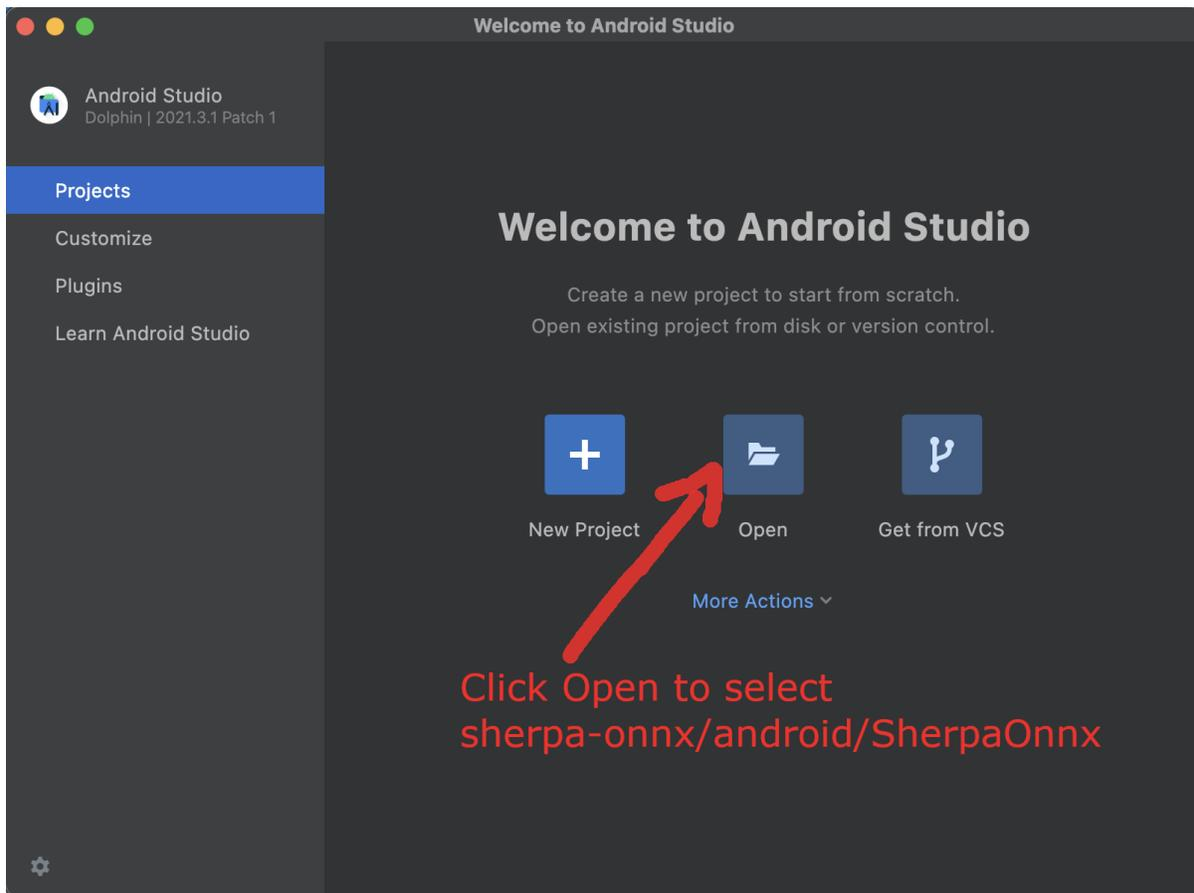 Welcome to Android Studio
Android Studio
Dolphin | 2021.3.1 Patch 1
Projects
Customize
Plugins
Learn Android Studio
Welcome to Android Studio
Create a new project to start from scratch.
Open existing project from disk or version control.
New Project
Open
Get from VCS
More Actions
Click Open to select
sherpa-onnx/android/SherpaOnnx